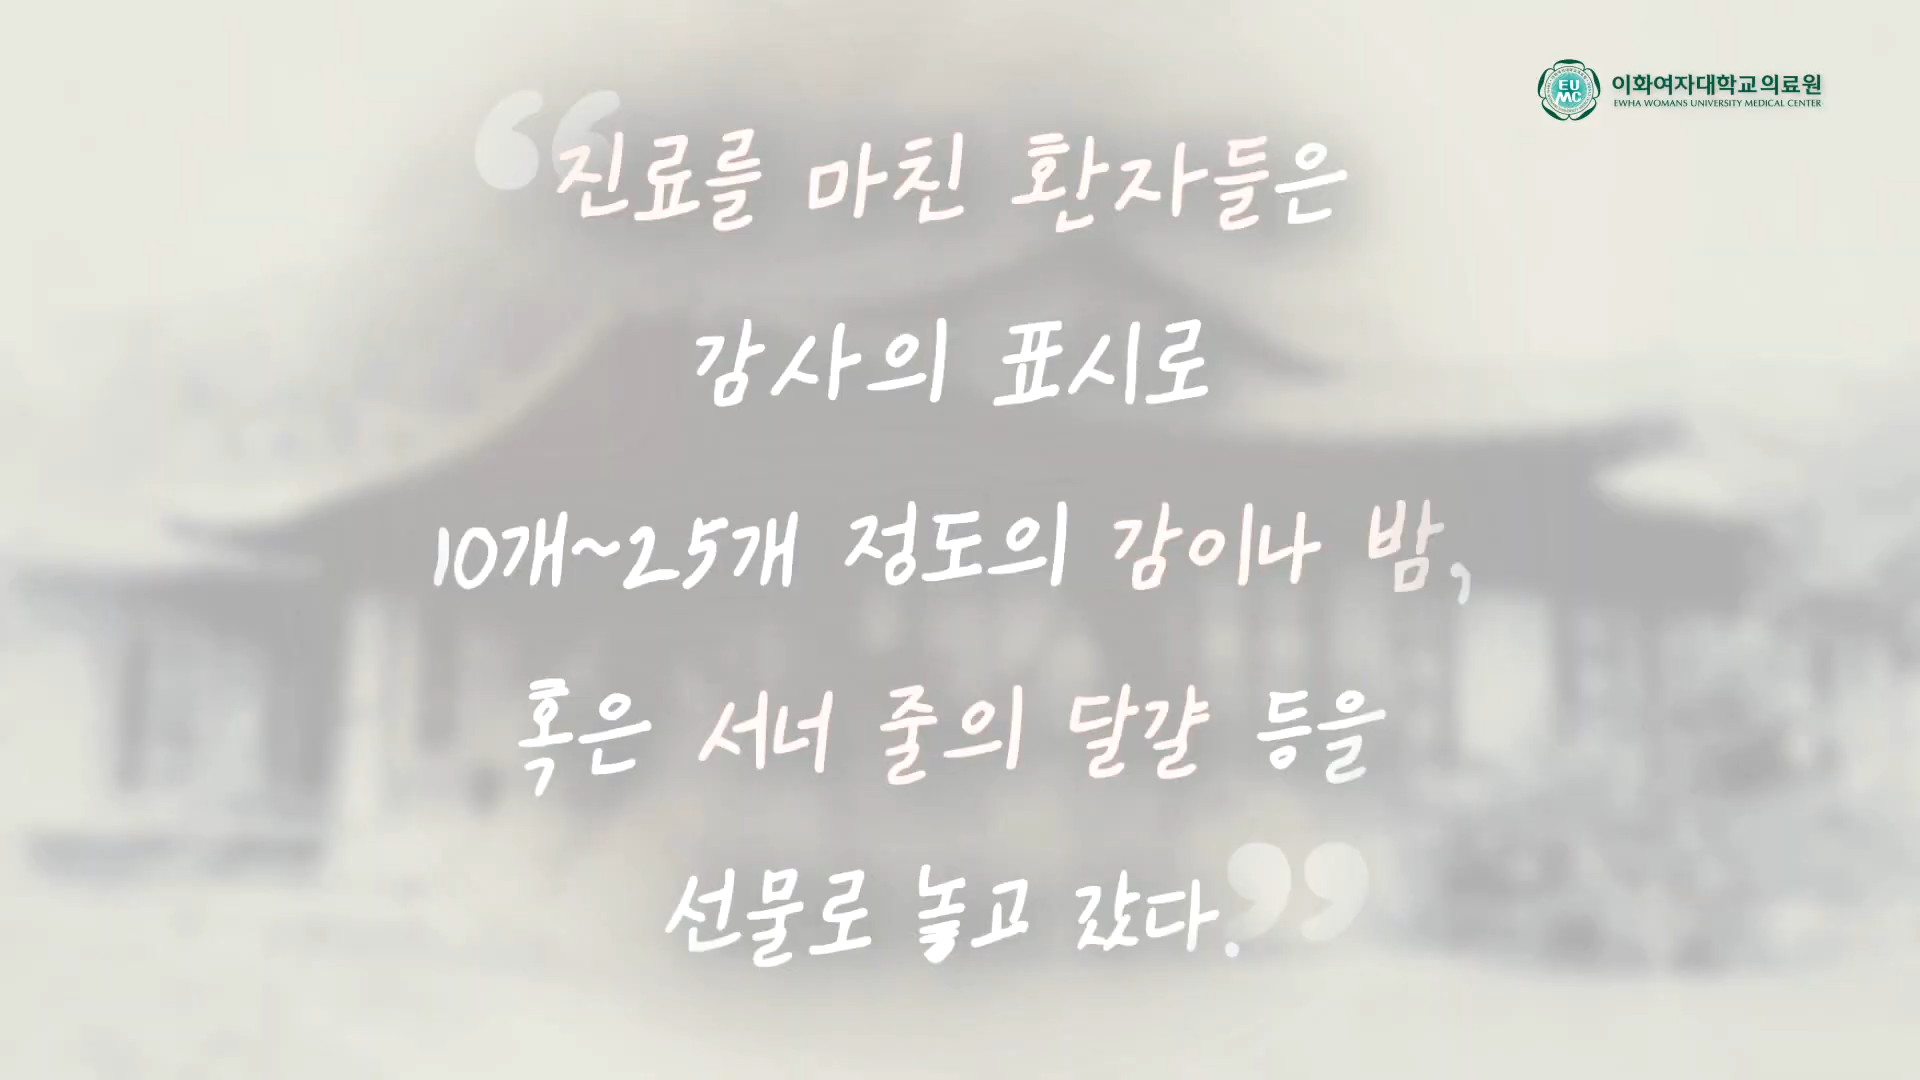 이화여자대학교의료원
EWHA WOMANS UNIVERSITY MEDICAL CENTER
EU
MC
“진료를 마친 환자들은
감사의 표시로
10개~25개 정도의 감이나 밤,
혹은 서너 줄의 달걀 등을
선물로 놓고 갔다.”